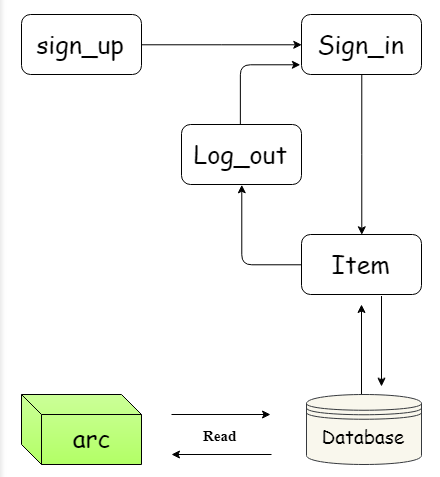 sign_up
Sign_in
Log_out
Item
arc
Read
Database